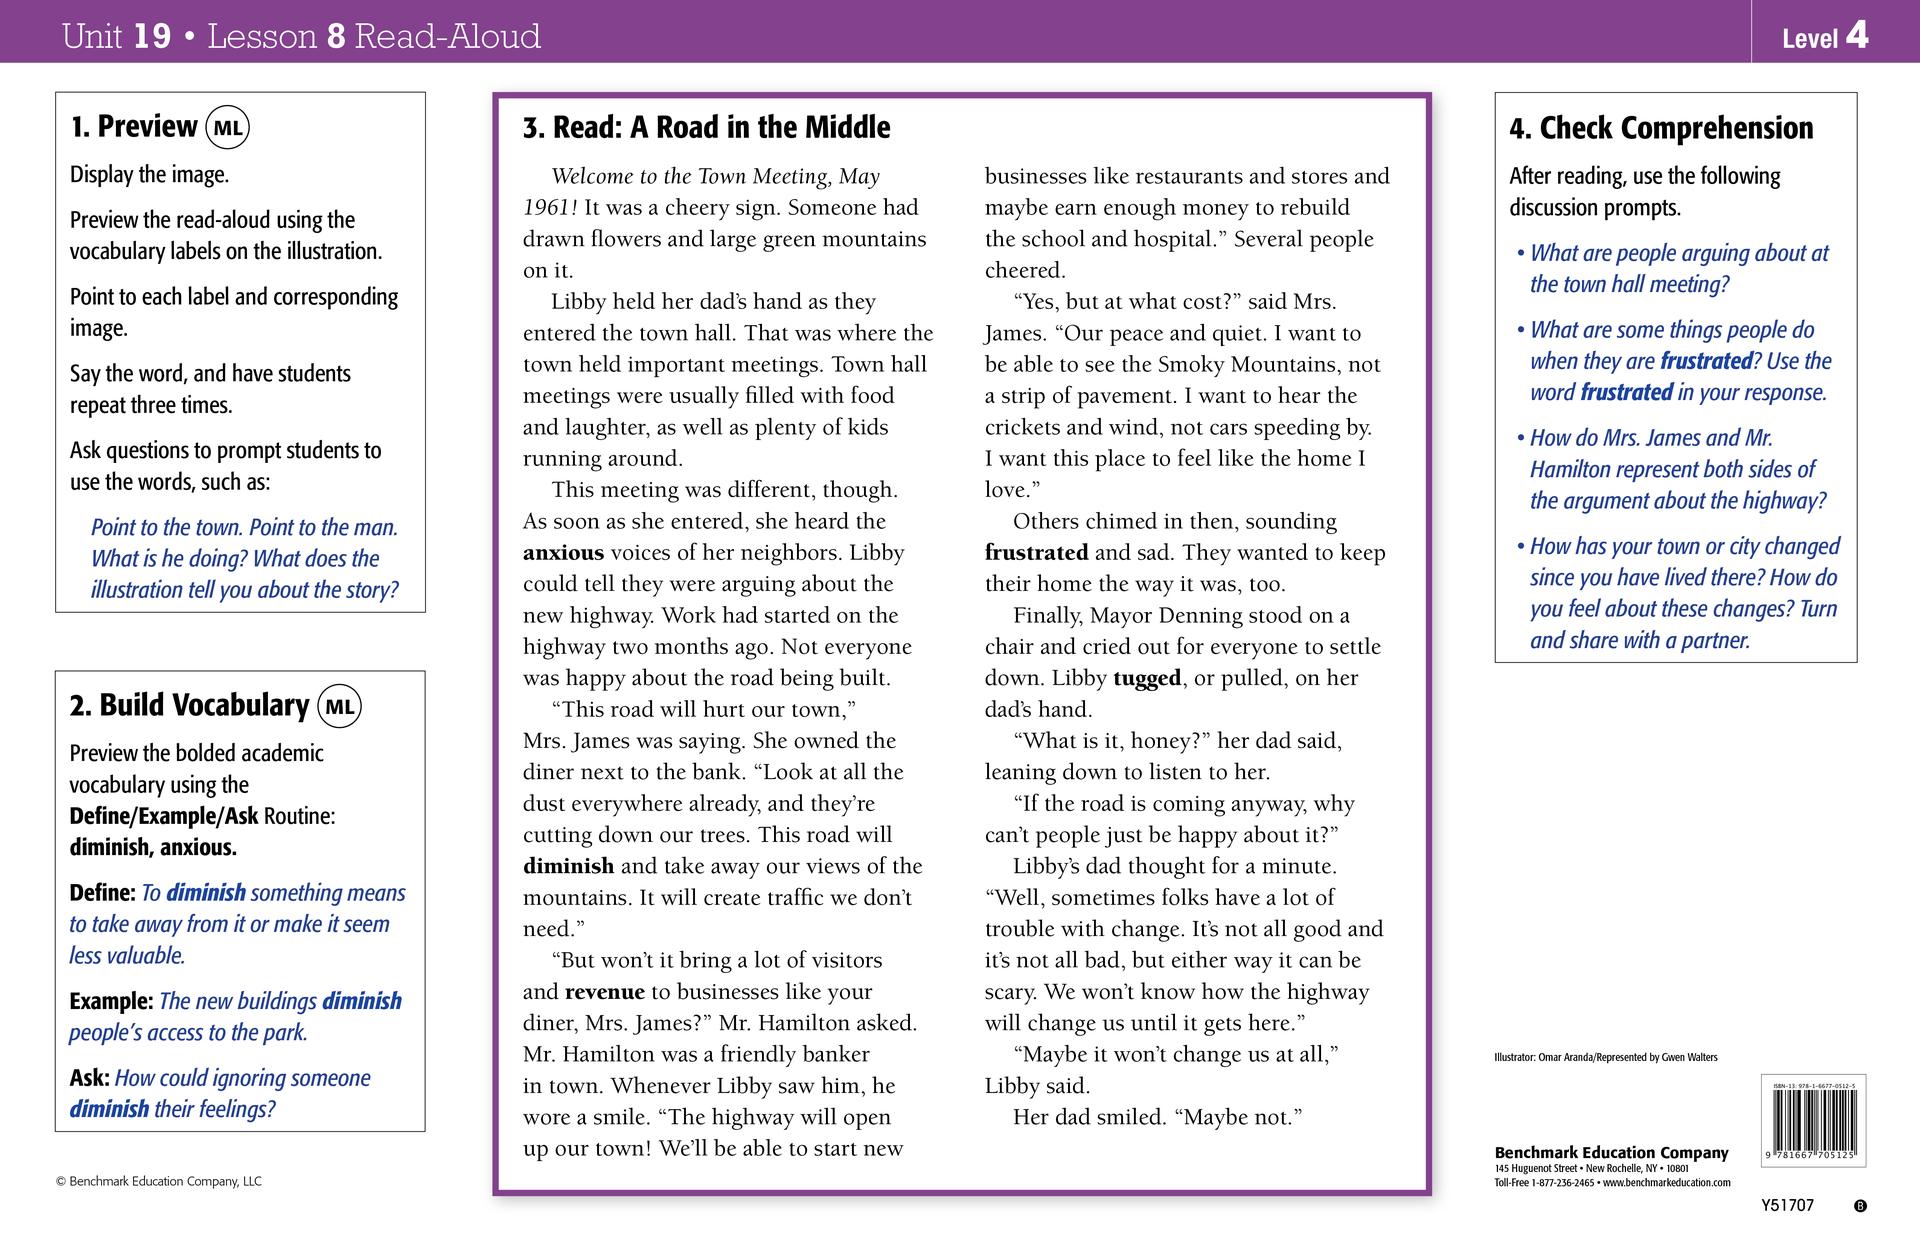 Unit 19 • Lesson 8 Read-Aloud
Level 4
1. Preview ML
Display the image.
Preview the read-aloud using the
vocabulary labels on the illustration.
Point to each label and corresponding
image.
Say the word, and have students
repeat three times.
Ask questions to prompt students to
use the words, such as:
Point to the town. Point to the man.
What is he doing? What does the
illustration tell you about the story?
2. Build Vocabulary ML
Preview the bolded academic
vocabulary using the
Define/Example/Ask Routine:
diminish, anxious.
Define: To diminish something means
to take away from it or make it seem
less valuable.
Example: The new buildings diminish
people’s access to the park.
Ask: How could ignoring someone
diminish their feelings?
© Benchmark Education Company, LLC
3. Read: A Road in the Middle
Welcome to the Town Meeting, May
1961! It was a cheery sign. Someone had
drawn flowers and large green mountains
on it.
Libby held her dad’s hand as they
entered the town hall. That was where the
town held important meetings. Town hall
meetings were usually filled with food
and laughter, as well as plenty of kids
running around.
This meeting was different, though.
As soon as she entered, she heard the
anxious voices of her neighbors. Libby
could tell they were arguing about the
new highway. Work had started on the
highway two months ago. Not everyone
was happy about the road being built.
“This road will hurt our town,”
Mrs. James was saying. She owned the
diner next to the bank. “Look at all the
dust everywhere already, and they’re
cutting down our trees. This road will
diminish and take away our views of the
mountains. It will create traffic we don’t
need.”
“But won’t it bring a lot of visitors
and revenue to businesses like your
diner, Mrs. James?” Mr. Hamilton asked.
Mr. Hamilton was a friendly banker
in town. Whenever Libby saw him, he
wore a smile. “The highway will open
up our town! We’ll be able to start new
businesses like restaurants and stores and
maybe earn enough money to rebuild
the school and hospital.” Several people
cheered.
“Yes, but at what cost?” said Mrs.
James. “Our peace and quiet. I want to
be able to see the Smoky Mountains, not
a strip of pavement. I want to hear the
crickets and wind, not cars speeding by.
I want this place to feel like the home I
love.”
Others chimed in then, sounding
frustrated and sad. They wanted to keep
their home the way it was, too.
Finally, Mayor Denning stood on a
chair and cried out for everyone to settle
down. Libby tugged, or pulled, on her
dad’s hand.
“What is it, honey?” her dad said,
leaning down to listen to her.
“If the road is coming anyway, why
can’t people just be happy about it?”
Libby’s dad thought for a minute.
“Well, sometimes folks have a lot of
trouble with change. It’s not all good and
it’s not all bad, but either way it can be
scary. We won’t know how the highway
will change us until it gets here.”
“Maybe it won’t change us at all,”
Libby said.
Her dad smiled. “Maybe not.”
4. Check Comprehension
After reading, use the following
discussion prompts.
• What are people arguing about at
the town hall meeting?
• What are some things people do
when they are frustrated? Use the
word frustrated in your response.
• How do Mrs. James and Mr.
Hamilton represent both sides of
the argument about the highway?
• How has your town or city changed
since you have lived there? How do
you feel about these changes? Turn
and share with a partner.
Illustrator: Omar Aranda/Represented by Gwen Walters
ISBN-13: 978-1-6677-0512-5
9 781667 705125
Benchmark Education Company
145 Huguenot Street • New Rochelle, NY • 10801
Toll-Free 1-877-236-2465 • www.benchmarkeducation.com
Y51707 B